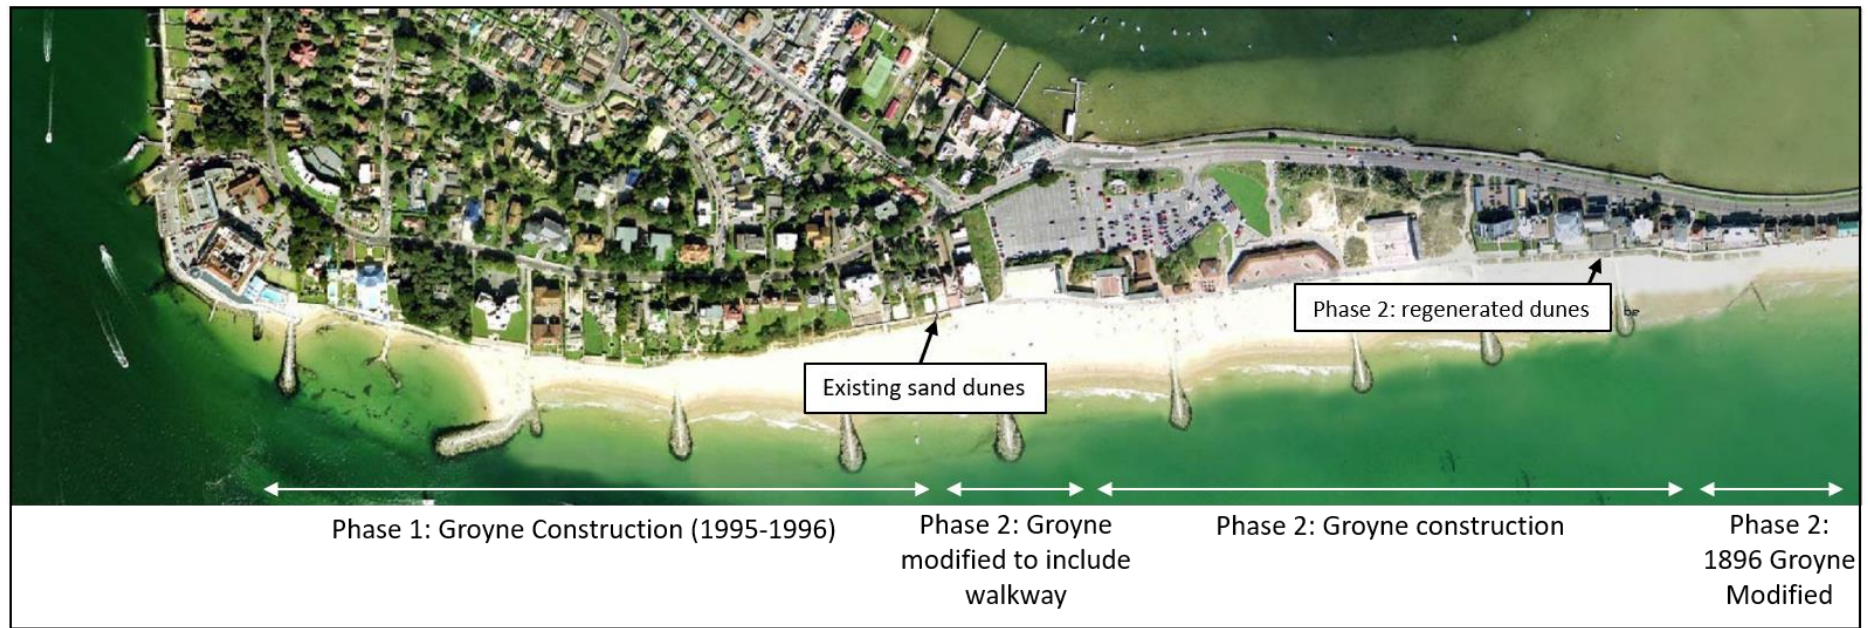 Phase 2: regenerated dunes
Existing sand dunes
Phase 1: Groyne Construction (1995-1996)
Phase 2: Groyne
modified to include
walkway
Phase 2: Groyne construction
Phase 2:
1896 Groyne
Modified